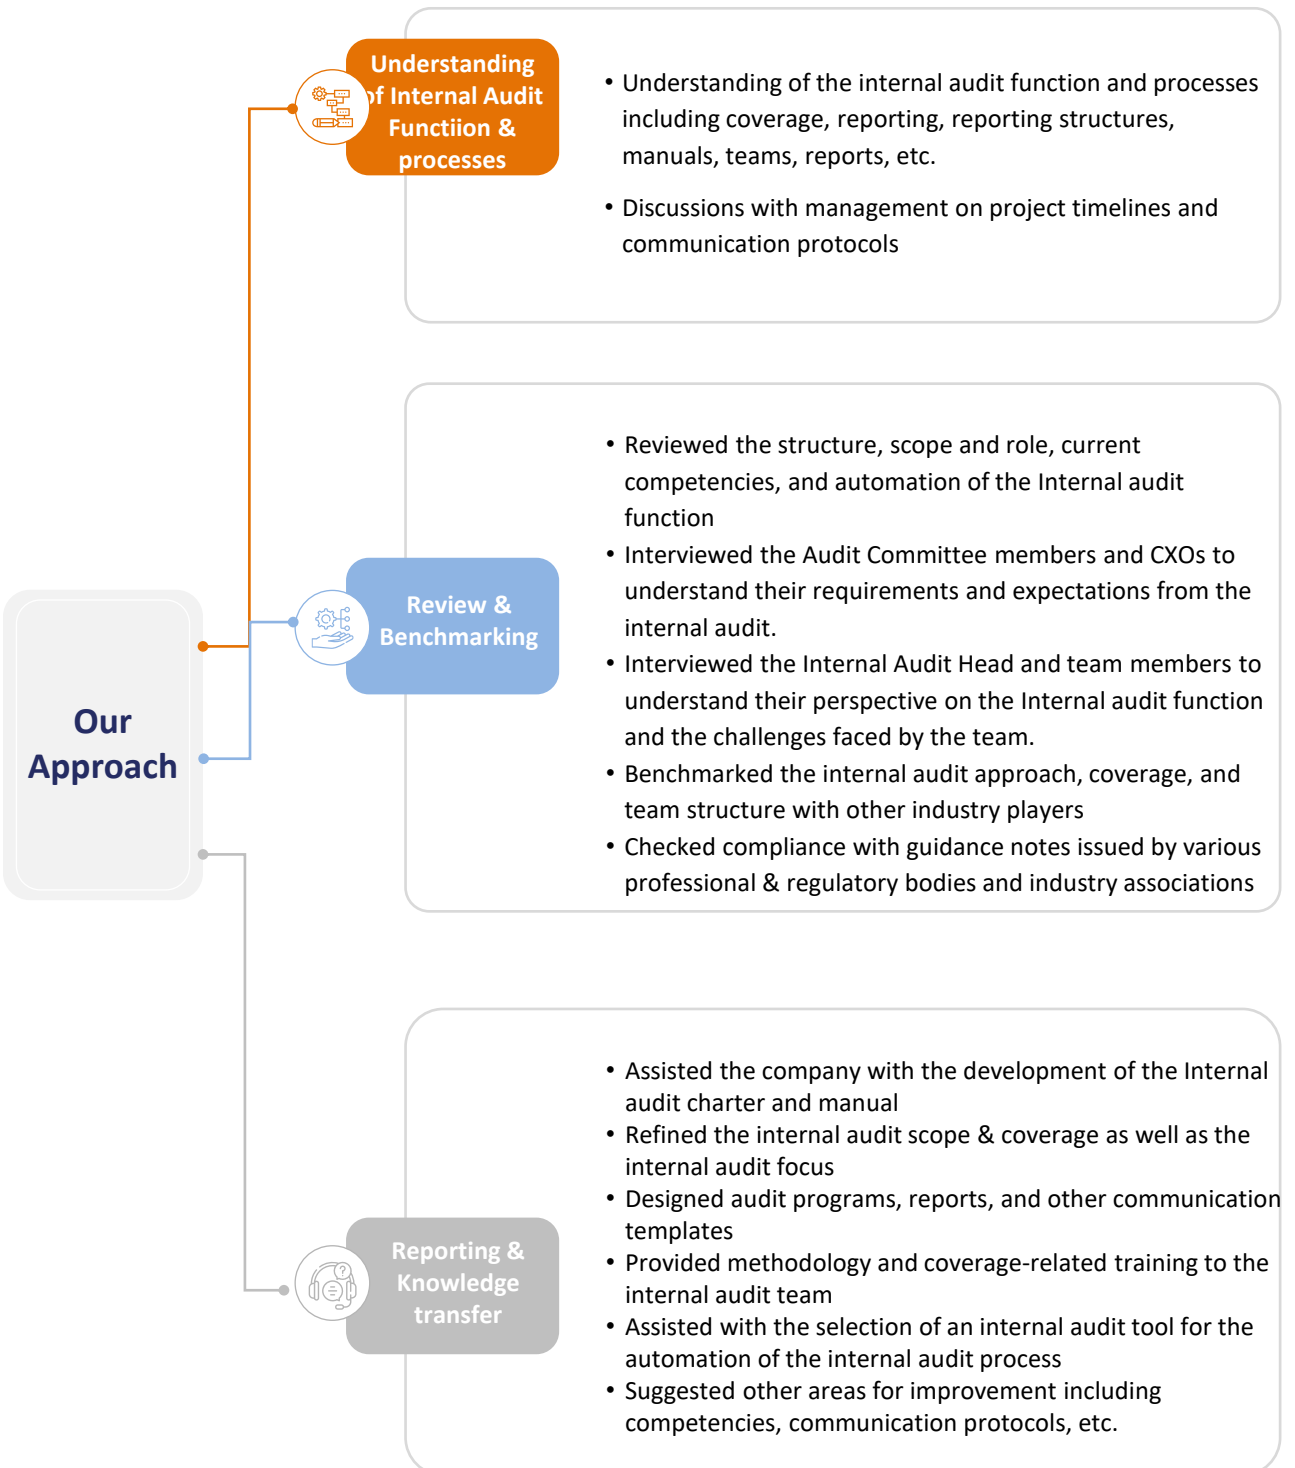 Understanding
of Internal Audit
Functiion &
processes
• Understanding of the internal audit function and processes
including coverage, reporting, reporting structures,
manuals, teams, reports, etc.
• Discussions with management on project timelines and
communication protocols
Our
Approach
Review &
Benchmarking
• Reviewed the structure, scope and role, current
competencies, and automation of the Internal audit
function
• Interviewed the Audit Committee members and CXOs to
understand their requirements and expectations from the
internal audit.
• Interviewed the Internal Audit Head and team members to
understand their perspective on the Internal audit function
and the challenges faced by the team.
• Benchmarked the internal audit approach, coverage, and
team structure with other industry players
• Checked compliance with guidance notes issued by various
professional & regulatory bodies and industry associations
Reporting &
Knowledge
transfer
• Assisted the company with the development of the Internal
audit charter and manual
• Refined the internal audit scope & coverage as well as the
internal audit focus
• Designed audit programs, reports, and other communication
templates
• Provided methodology and coverage-related training to the
internal audit team
• Assisted with the selection of an internal audit tool for the
automation of the internal audit process
• Suggested other areas for improvement including
competencies, communication protocols, etc.